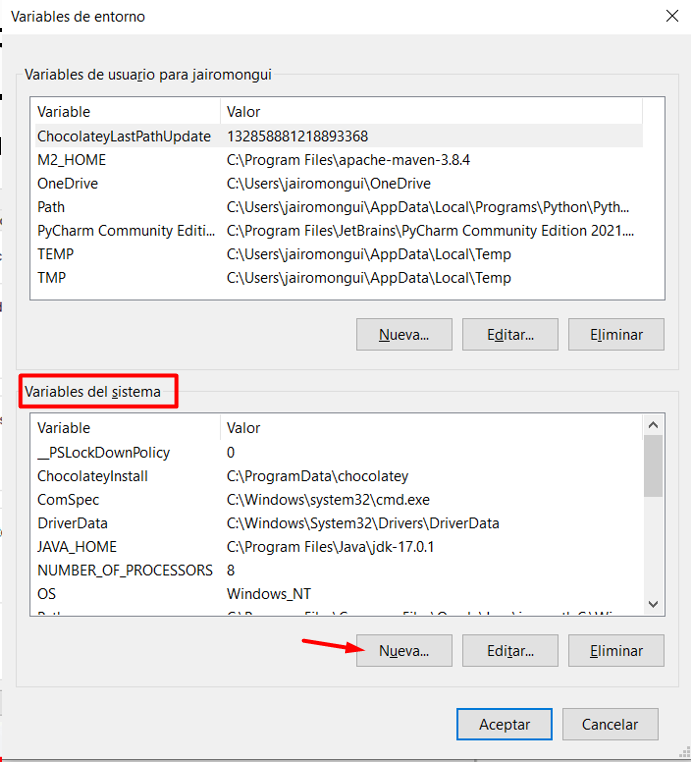 Variables de entorno
Variables de usuario para jairomongui
Variable Valor
ChocolateyLastPathUpdate 132858881218893368
M2_HOME C:\Program Files\apache-maven-3.8.4
OneDrive C:\Users\jairomongui\OneDrive
Path C:\Users\jairomongui\AppData\Local\Programs\Python\Pyth...
PyCharm Community Editi... C:\Program Files\JetBrains\PyCharm Community Edition 2021....
TEMP C:\Users\jairomongui\AppData\Local\Temp
TMP C:\Users\jairomongui\AppData\Local\Temp
Nueva... Editar... Eliminar
Variables del sistema
Variable Valor
__PSLockDownPolicy 0
ChocolateyInstall C:\ProgramData\chocolatey
ComSpec C:\Windows\system32\cmd.exe
DriverData C:\Windows\System32\Drivers\DriverData
JAVA_HOME C:\Program Files\Java\jdk-17.0.1
NUMBER_OF_PROCESSORS 8
OS Windows_NT
Nueva... Editar... Eliminar
Aceptar Cancelar